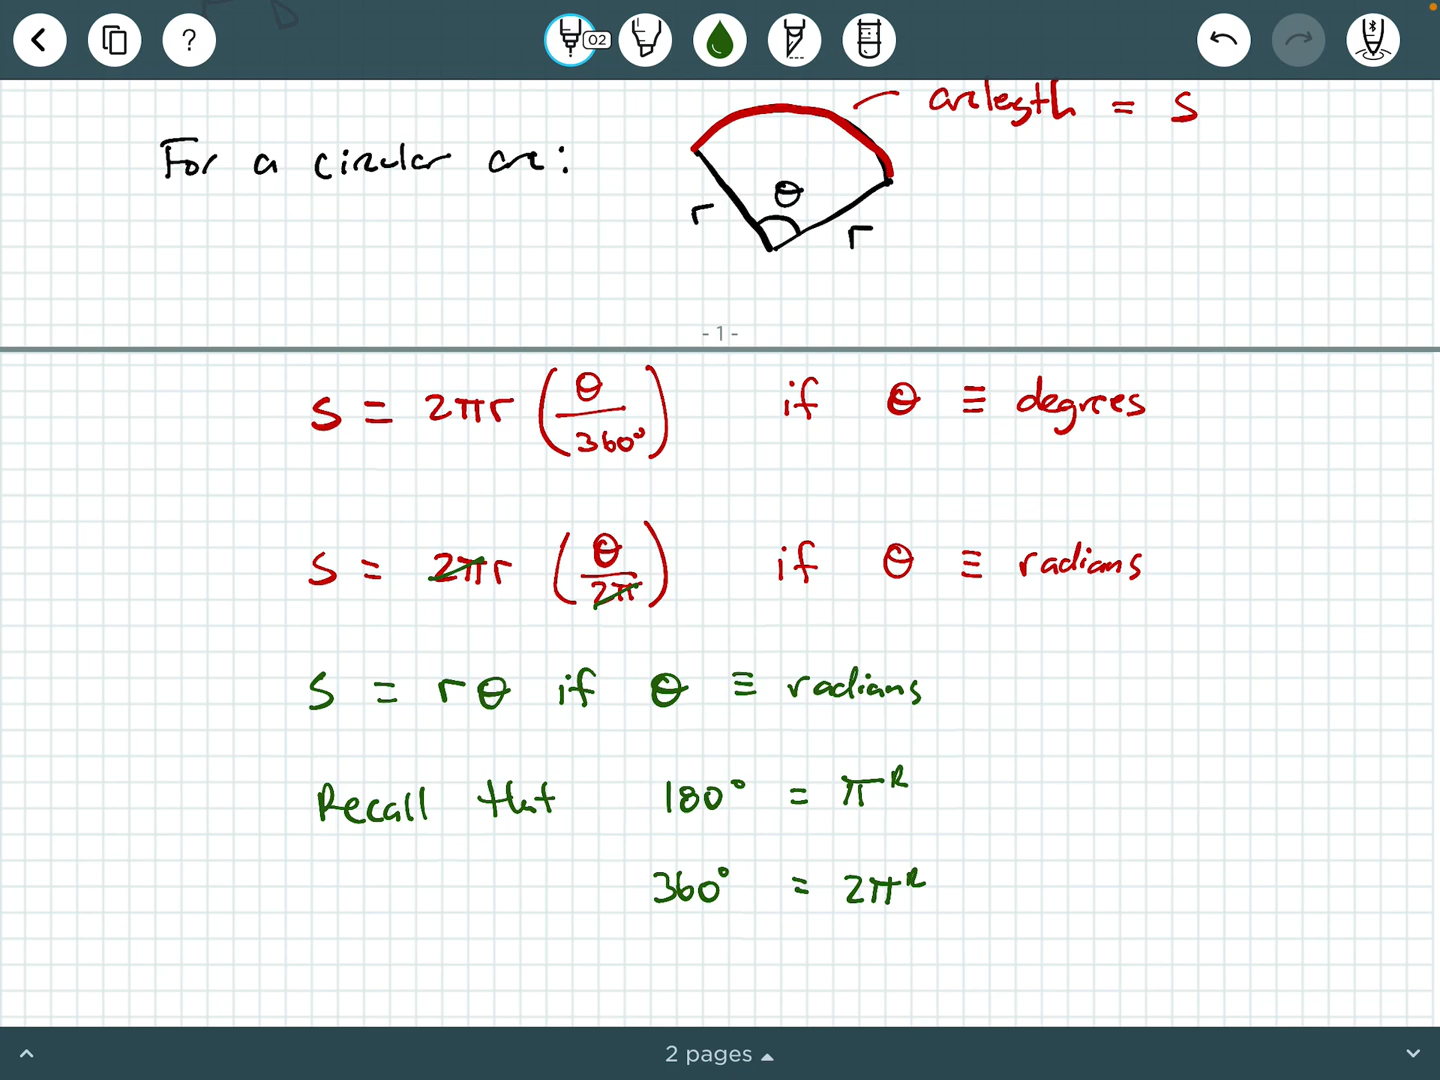 ?
02
arclength = s
For a circular arc:
θ
r
r
- 1 -
s = 2πr (θ/360°) if θ ≡ degrees
s = 2πr (θ/2π) if θ ≡ radians
s = rθ if θ ≡ radians
Recall that 180° = π^R
360° = 2π^R
2 pages